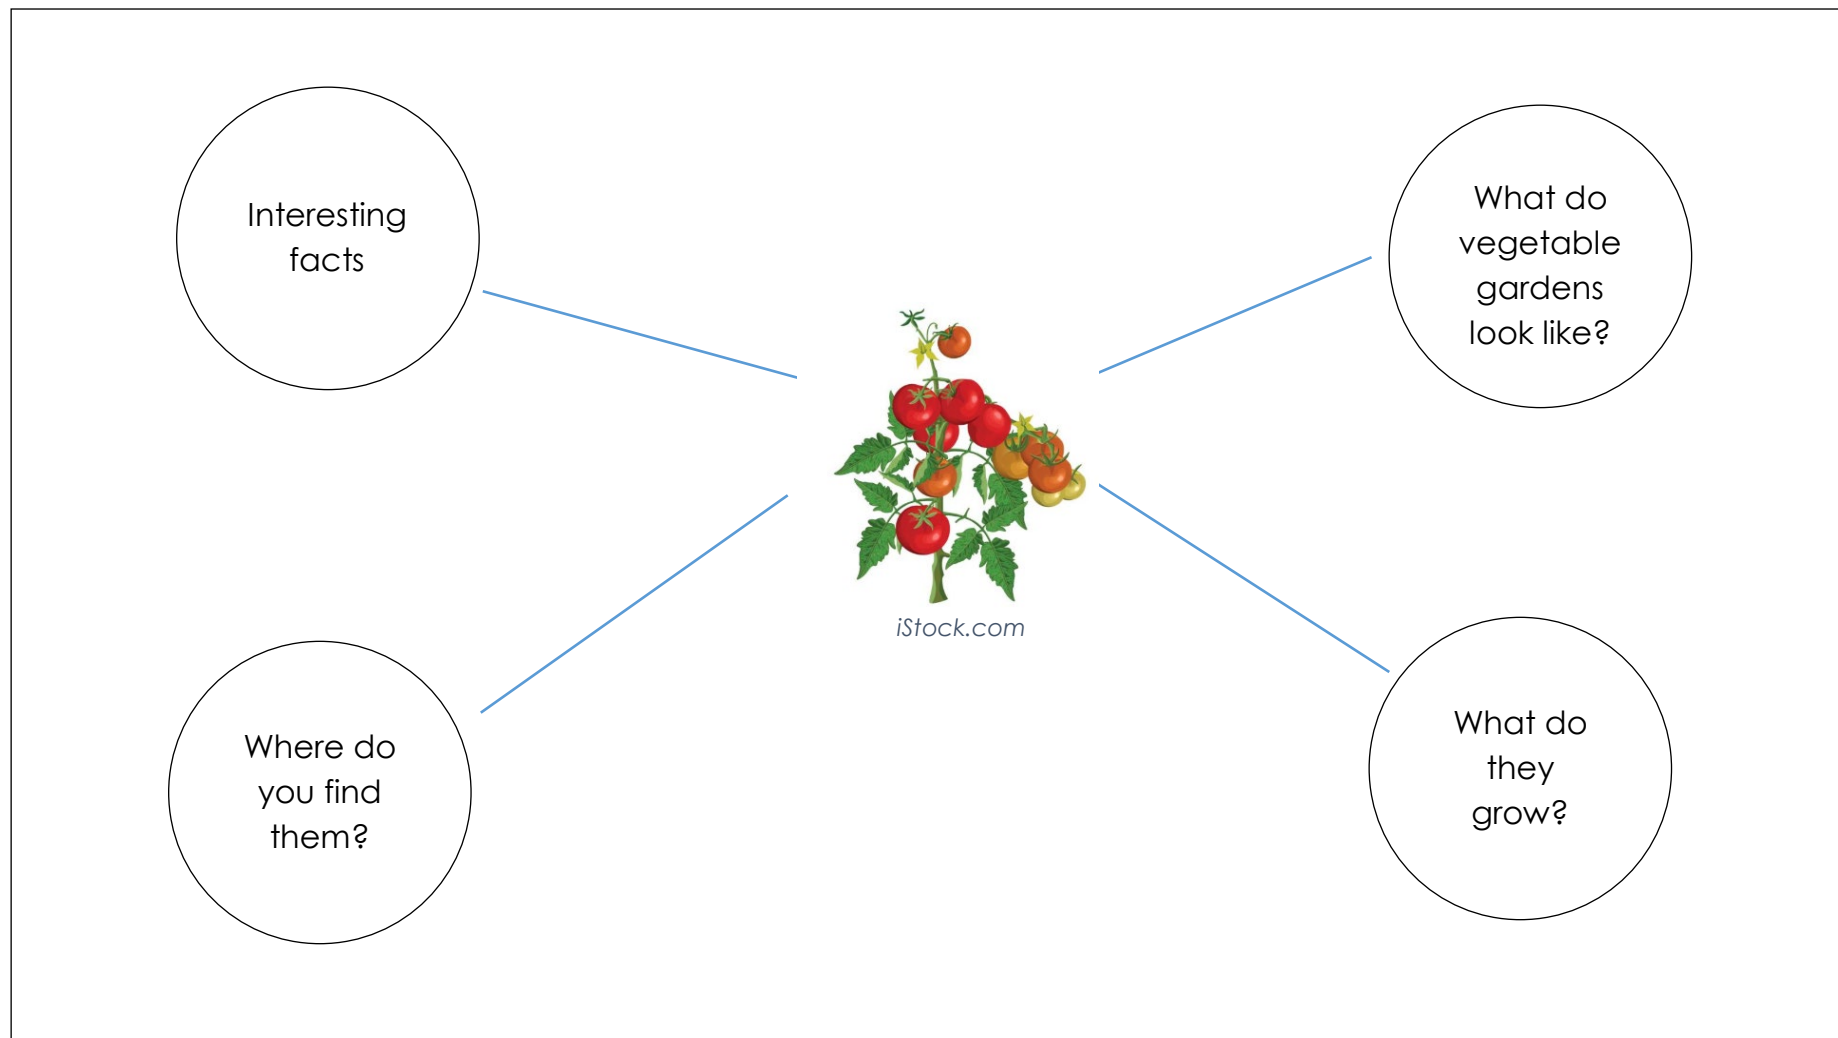 Interesting
facts
What do
vegetable
gardens
look like?
iStock.com
Where do
you find
them?
What do
they
grow?